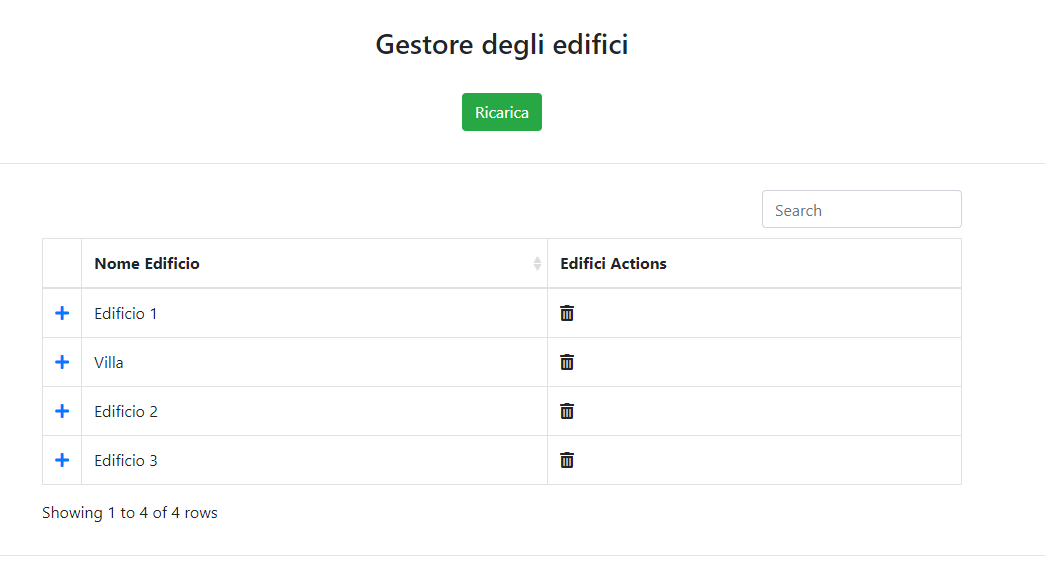 Gestore degli edifici
Ricarica
Search
Nome Edificio Edifici Actions
Edificio 1
Villa
Edificio 2
Edificio 3
Showing 1 to 4 of 4 rows